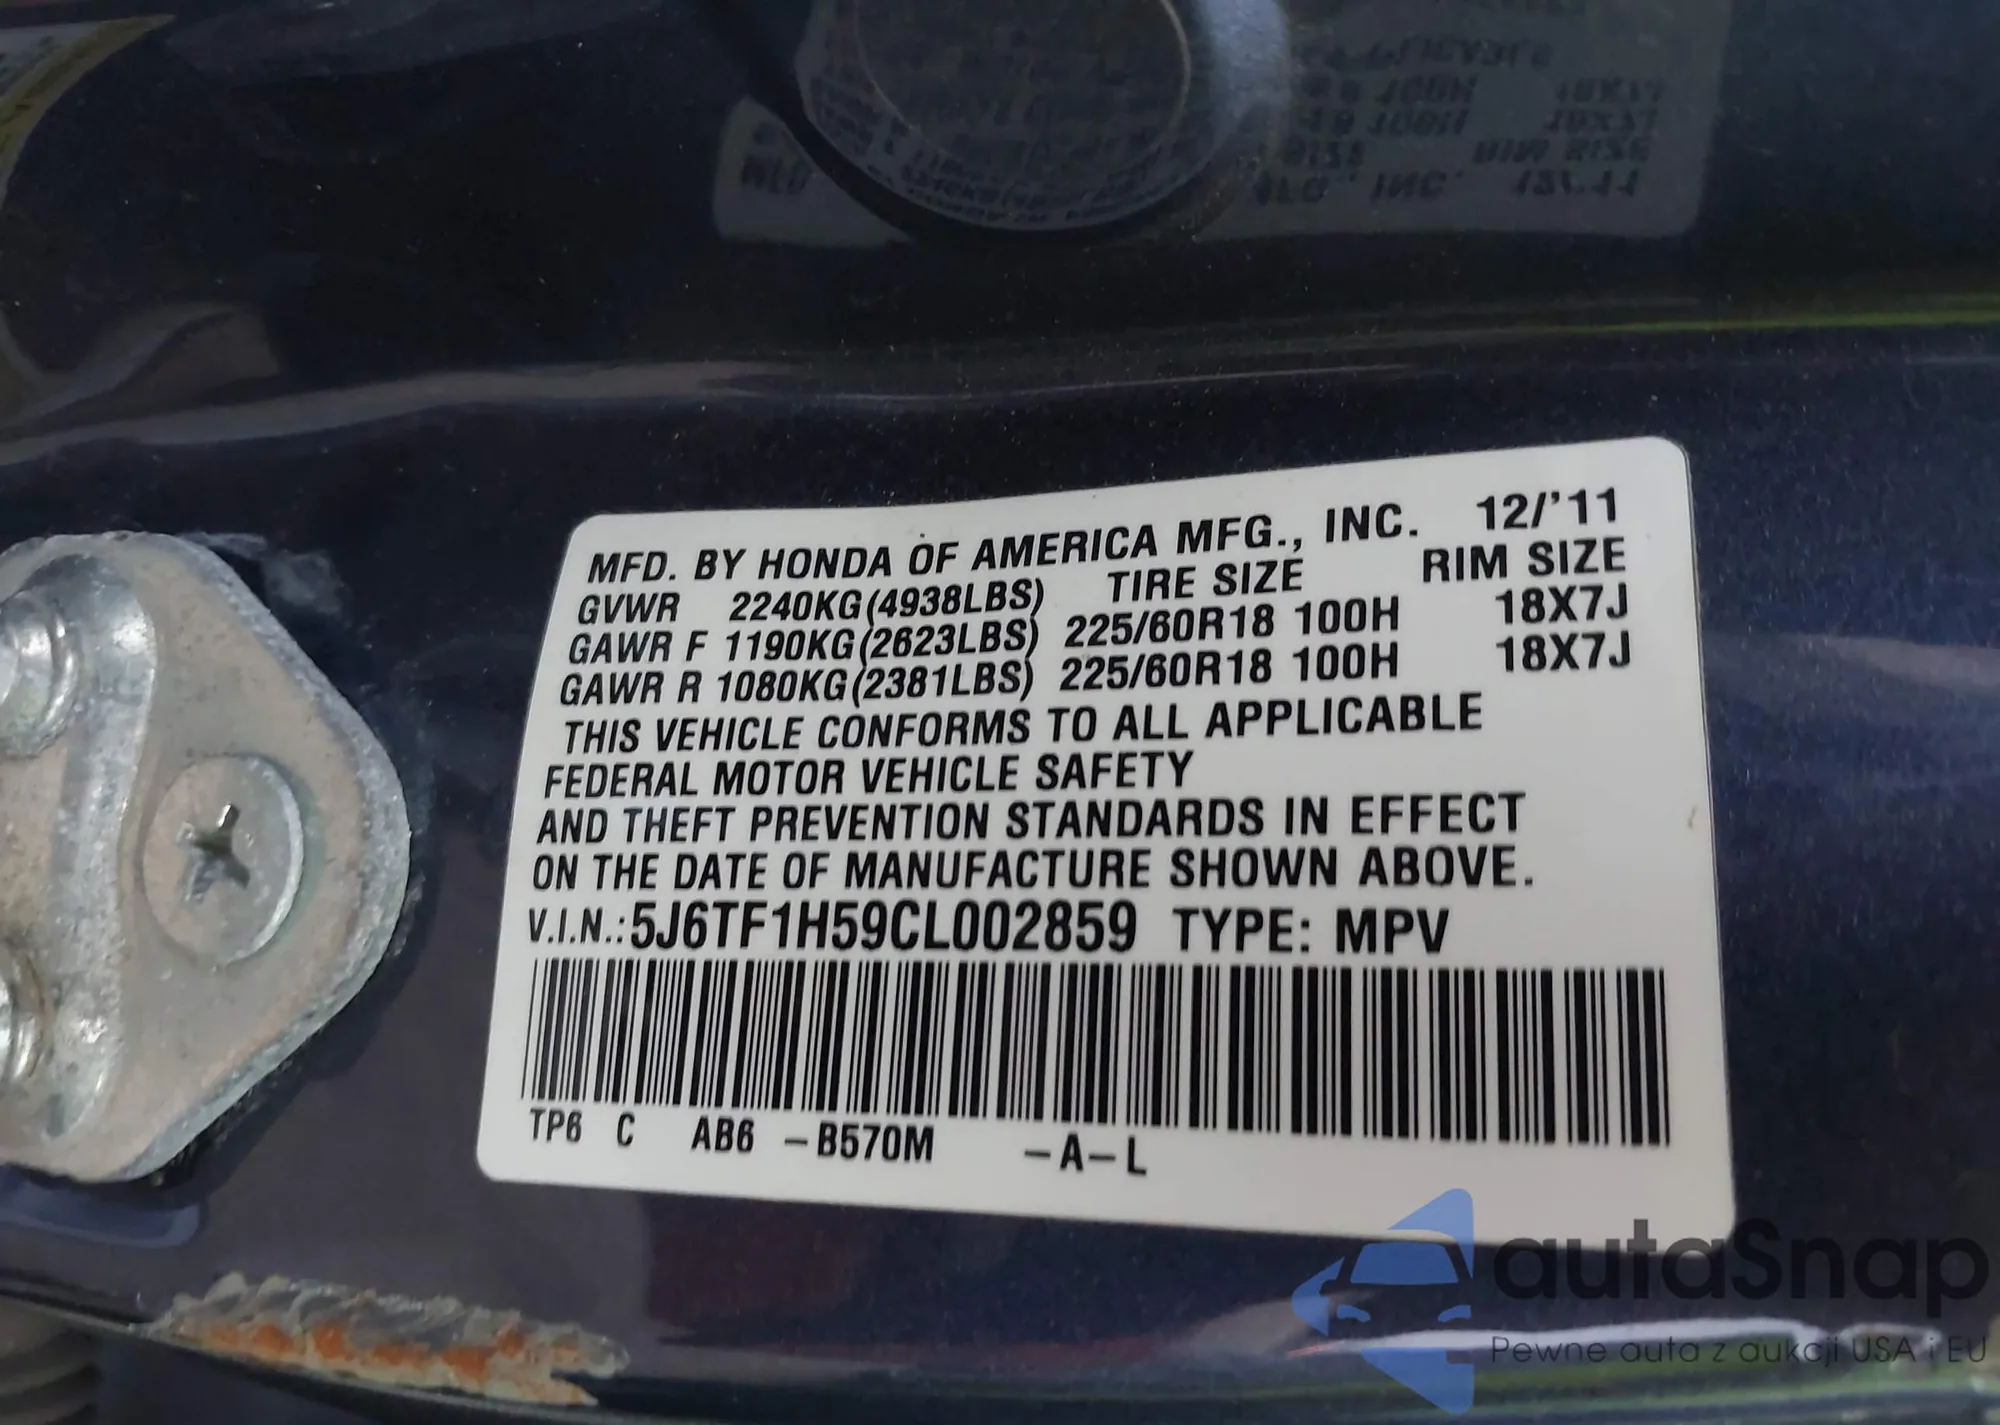 MFD. BY HONDA OF AMERICA MFG., INC. 12/'11
GVWR 2240KG(4938LBS) TIRE SIZE RIM SIZE
GAWR F 1190KG(2623LBS) 225/60R18 100H 18X7J
GAWR R 1080KG(2381LBS) 225/60R18 100H 18X7J
THIS VEHICLE CONFORMS TO ALL APPLICABLE
FEDERAL MOTOR VEHICLE SAFETY
AND THEFT PREVENTION STANDARDS IN EFFECT
ON THE DATE OF MANUFACTURE SHOWN ABOVE.
V.I.N.: 5J6TF1H59CL002859 TYPE: MPV
TP6 C AB6 -B570M -A-L
autaSnap
Pewne auta z aukcji USA i EU